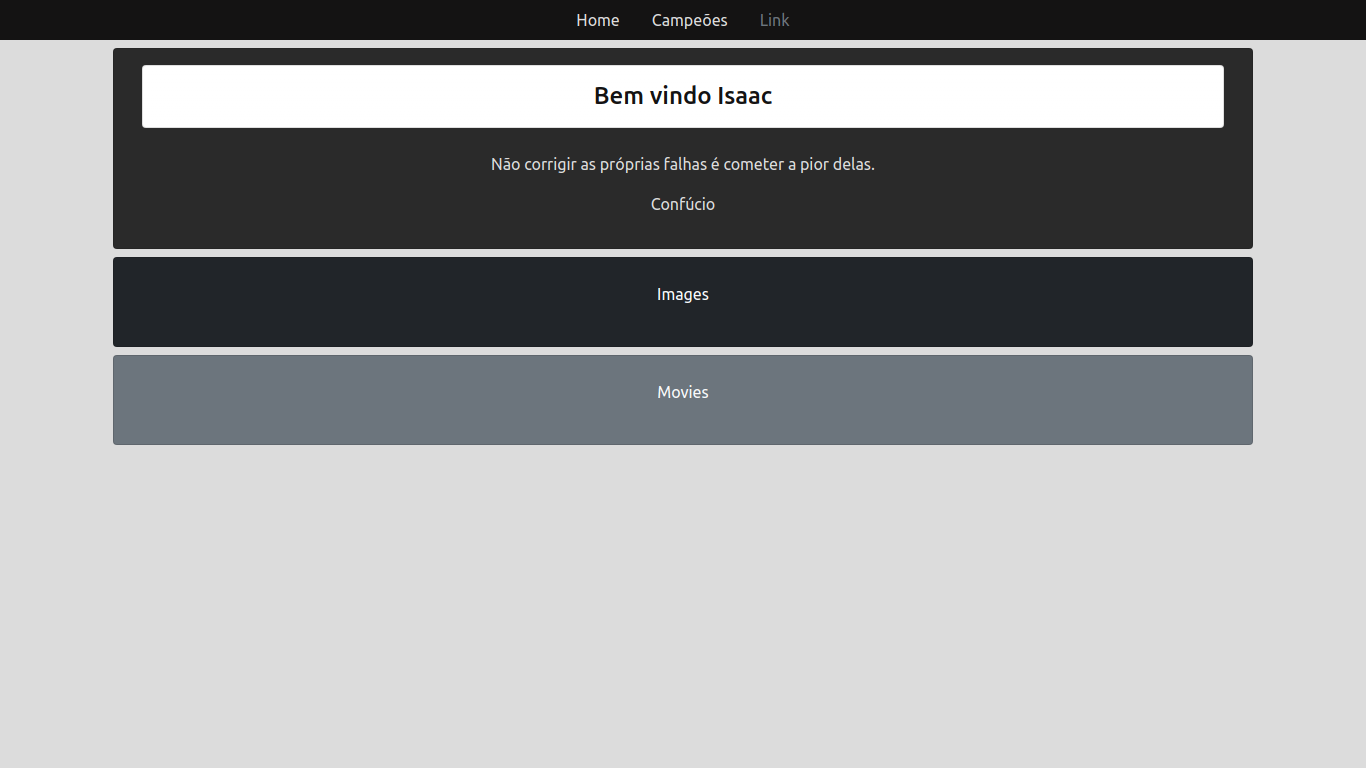 Home Campeões Link
Bem vindo Isaac
Não corrigir as próprias falhas é cometer a pior delas.
Confúcio
Images
Movies